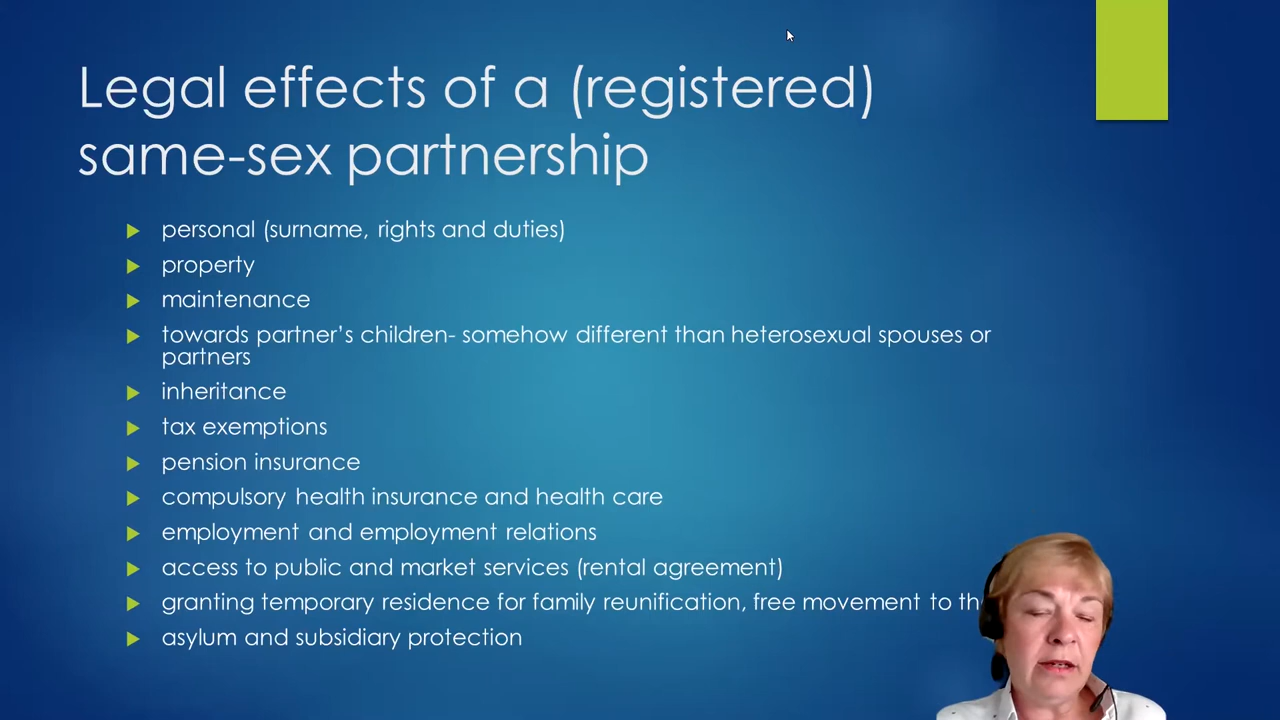 Legal effects of a (registered)
same-sex partnership
personal (surname, rights and duties)
property
maintenance
towards partner's children- somehow different than heterosexual spouses or
partners
inheritance
tax exemptions
pension insurance
compulsory health insurance and health care
employment and employment relations
access to public and market services (rental agreement)
granting temporary residence for family reunification, free movement to
asylum and subsidiary protection